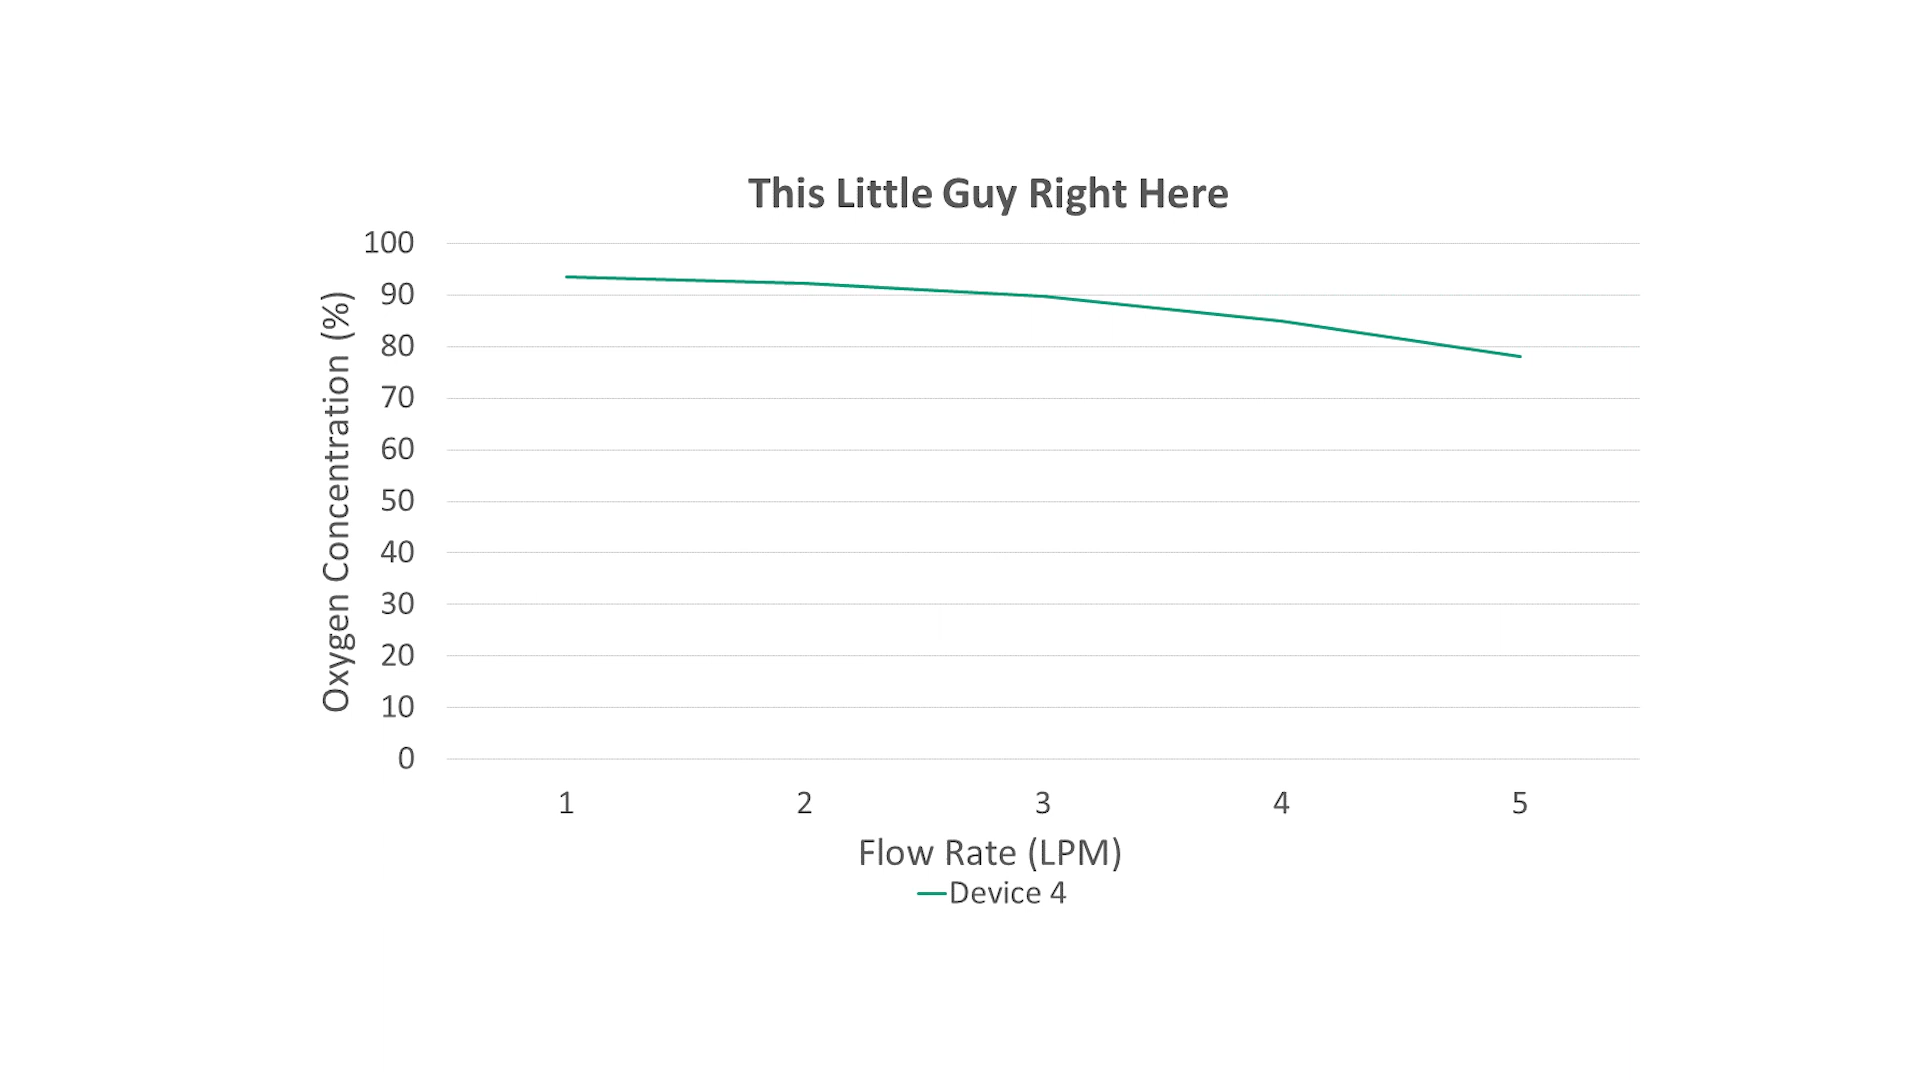 This Little Guy Right Here
Oxygen Concentration (%)
100
90
80
70
60
50
40
30
20
10
0
1 2 3 4 5
Flow Rate (LPM)
Device 4